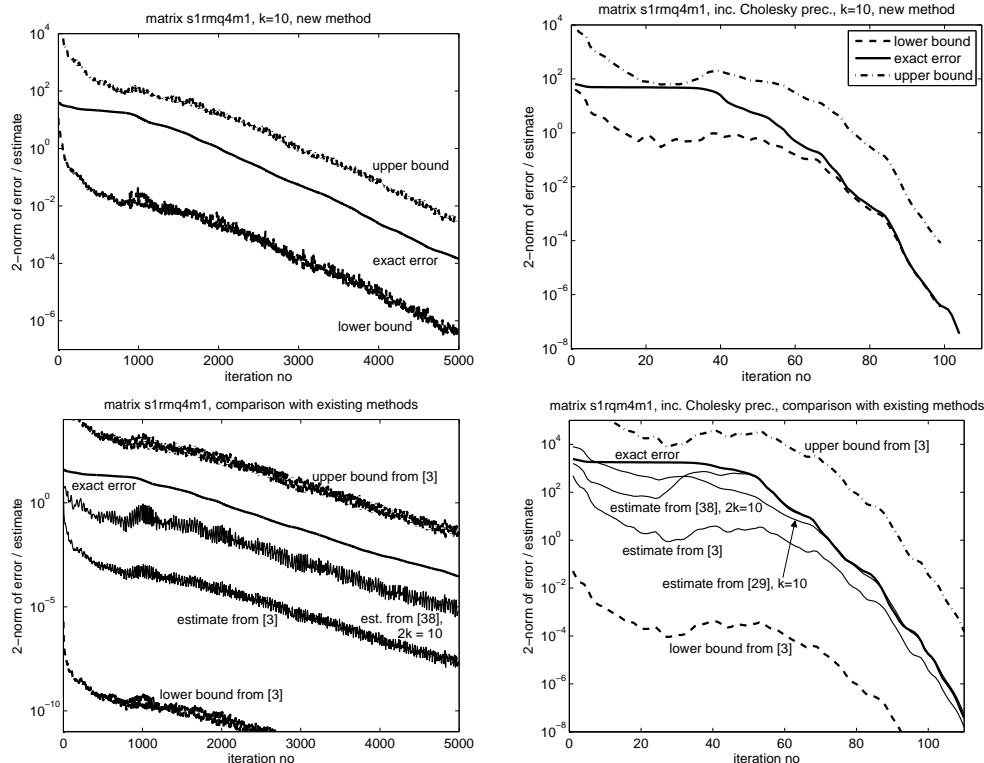 matrix s1rmq4m1, k=10, new method
10^4
10^2
10^0
10^−2
10^−4
10^−6
2−norm of error / estimate
upper bound
exact error
lower bound
0
1000
2000
3000
4000
5000
iteration no
matrix s1rmq4m1, inc. Cholesky prec., k=10, new method
10^4
10^2
10^0
10^−2
10^−4
10^−6
10^−8
2−norm of error / estimate
lower bound
exact error
upper bound
0
20
40
60
80
100
iteration no
matrix s1rmq4m1, comparison with existing methods
10^0
10^−5
10^−10
2−norm of error / estimate
upper bound from [3]
exact error
estimate from [3]
est. from [38],
2k = 10
lower bound from [3]
0
1000
2000
3000
4000
5000
iteration no
matrix s1rqm4m1, inc. Cholesky prec., comparison with existing methods
10^4
10^2
10^0
10^−2
10^−4
10^−6
10^−8
2−norm of error / estimate
upper bound from [3]
exact error
estimate from [38], 2k=10
estimate from [3]
estimate from [29], k=10
lower bound from [3]
0
20
40
60
80
100
iteration no